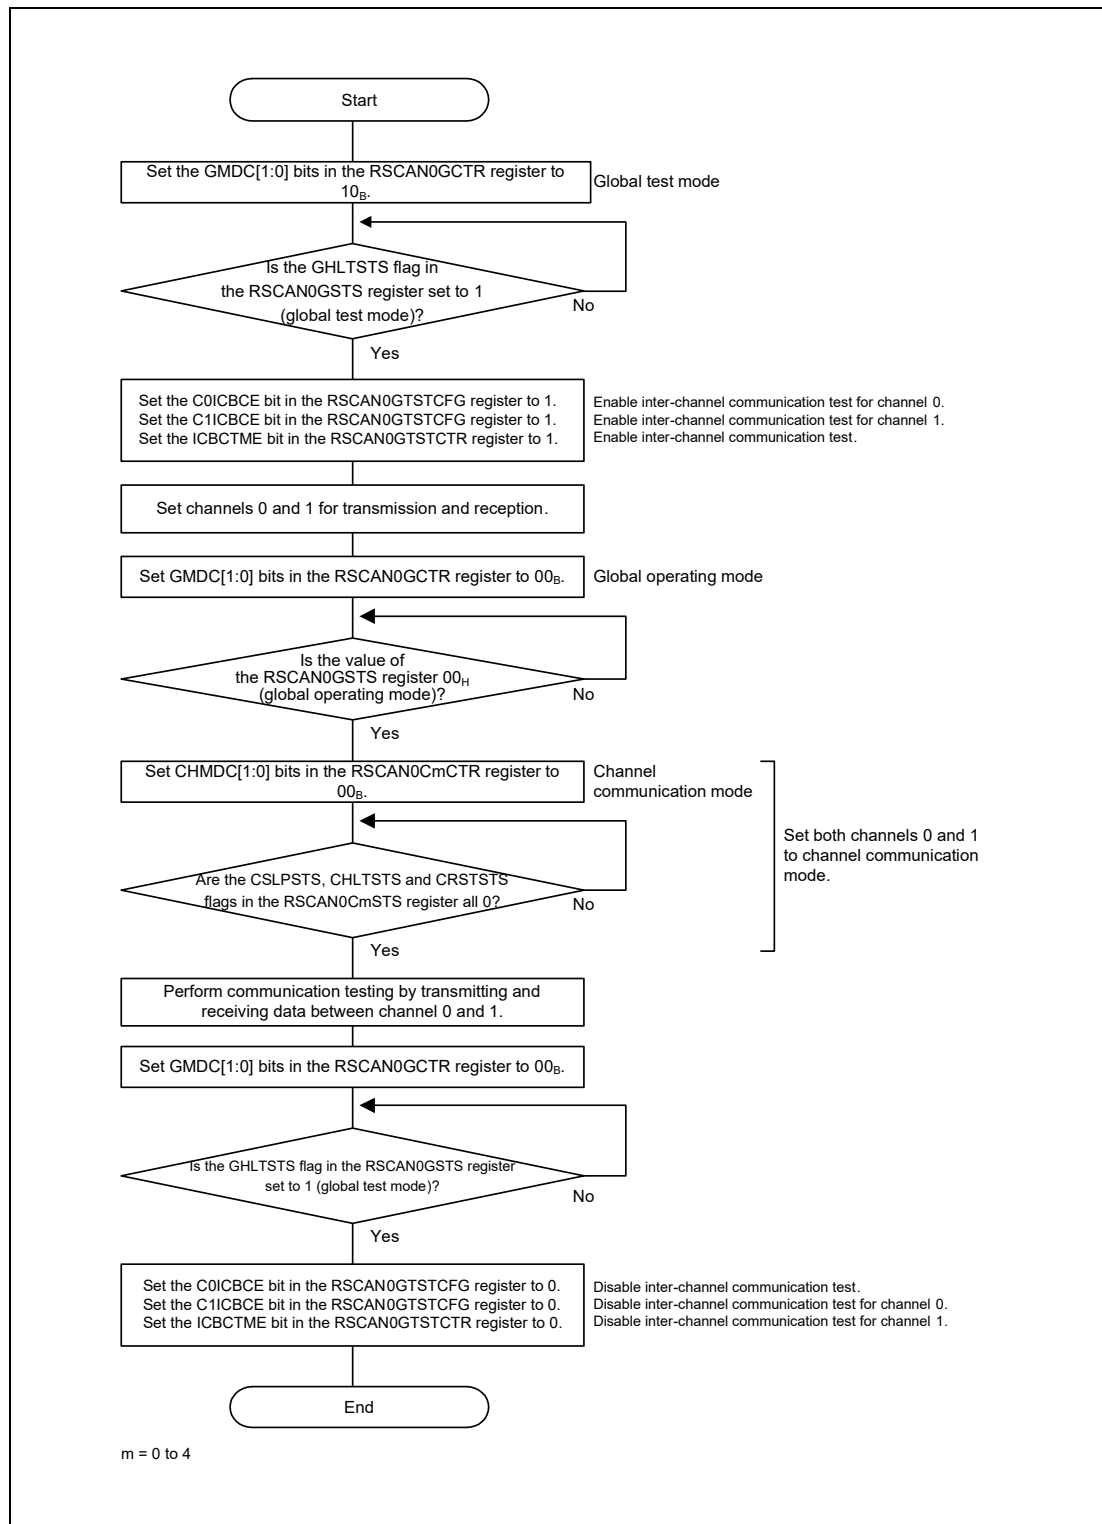 Start
Set the GMDC[1:0] bits in the RSCAN0GCTR register to
10B.
Global test mode
Is the GHLTSTS flag in
the RSCAN0GSTS register set to 1
(global test mode)?
No
Yes
Set the C0ICBCE bit in the RSCAN0GTSTCFG register to 1.
Set the C1ICBCE bit in the RSCAN0GTSTCFG register to 1.
Set the ICBCTME bit in the RSCAN0GTSTCTR register to 1.
Enable inter-channel communication test for channel 0.
Enable inter-channel communication test for channel 1.
Enable inter-channel communication test.
Set channels 0 and 1 for transmission and reception.
Set GMDC[1:0] bits in the RSCAN0GCTR register to 00B.
Global operating mode
Is the value of
the RSCAN0GSTS register 00H
(global operating mode)?
No
Yes
Set CHMDC[1:0] bits in the RSCAN0CmCTR register to
00B.
Channel
communication mode
Are the CSLPSTS, CHLTSTS and CRSTSTS
flags in the RSCAN0CmSTS register all 0?
No
Yes
Set both channels 0 and 1
to channel communication
mode.
Perform communication testing by transmitting and
receiving data between channel 0 and 1.
Set GMDC[1:0] bits in the RSCAN0GCTR register to 00B.
Is the GHLTSTS flag in the RSCAN0GSTS register
set to 1 (global test mode)?
No
Yes
Set the C0ICBCE bit in the RSCAN0GTSTCFG register to 0.
Set the C1ICBCE bit in the RSCAN0GTSTCFG register to 0.
Set the ICBCTME bit in the RSCAN0GTSTCTR register to 0.
Disable inter-channel communication test.
Disable inter-channel communication test for channel 0.
Disable inter-channel communication test for channel 1.
End
m = 0 to 4